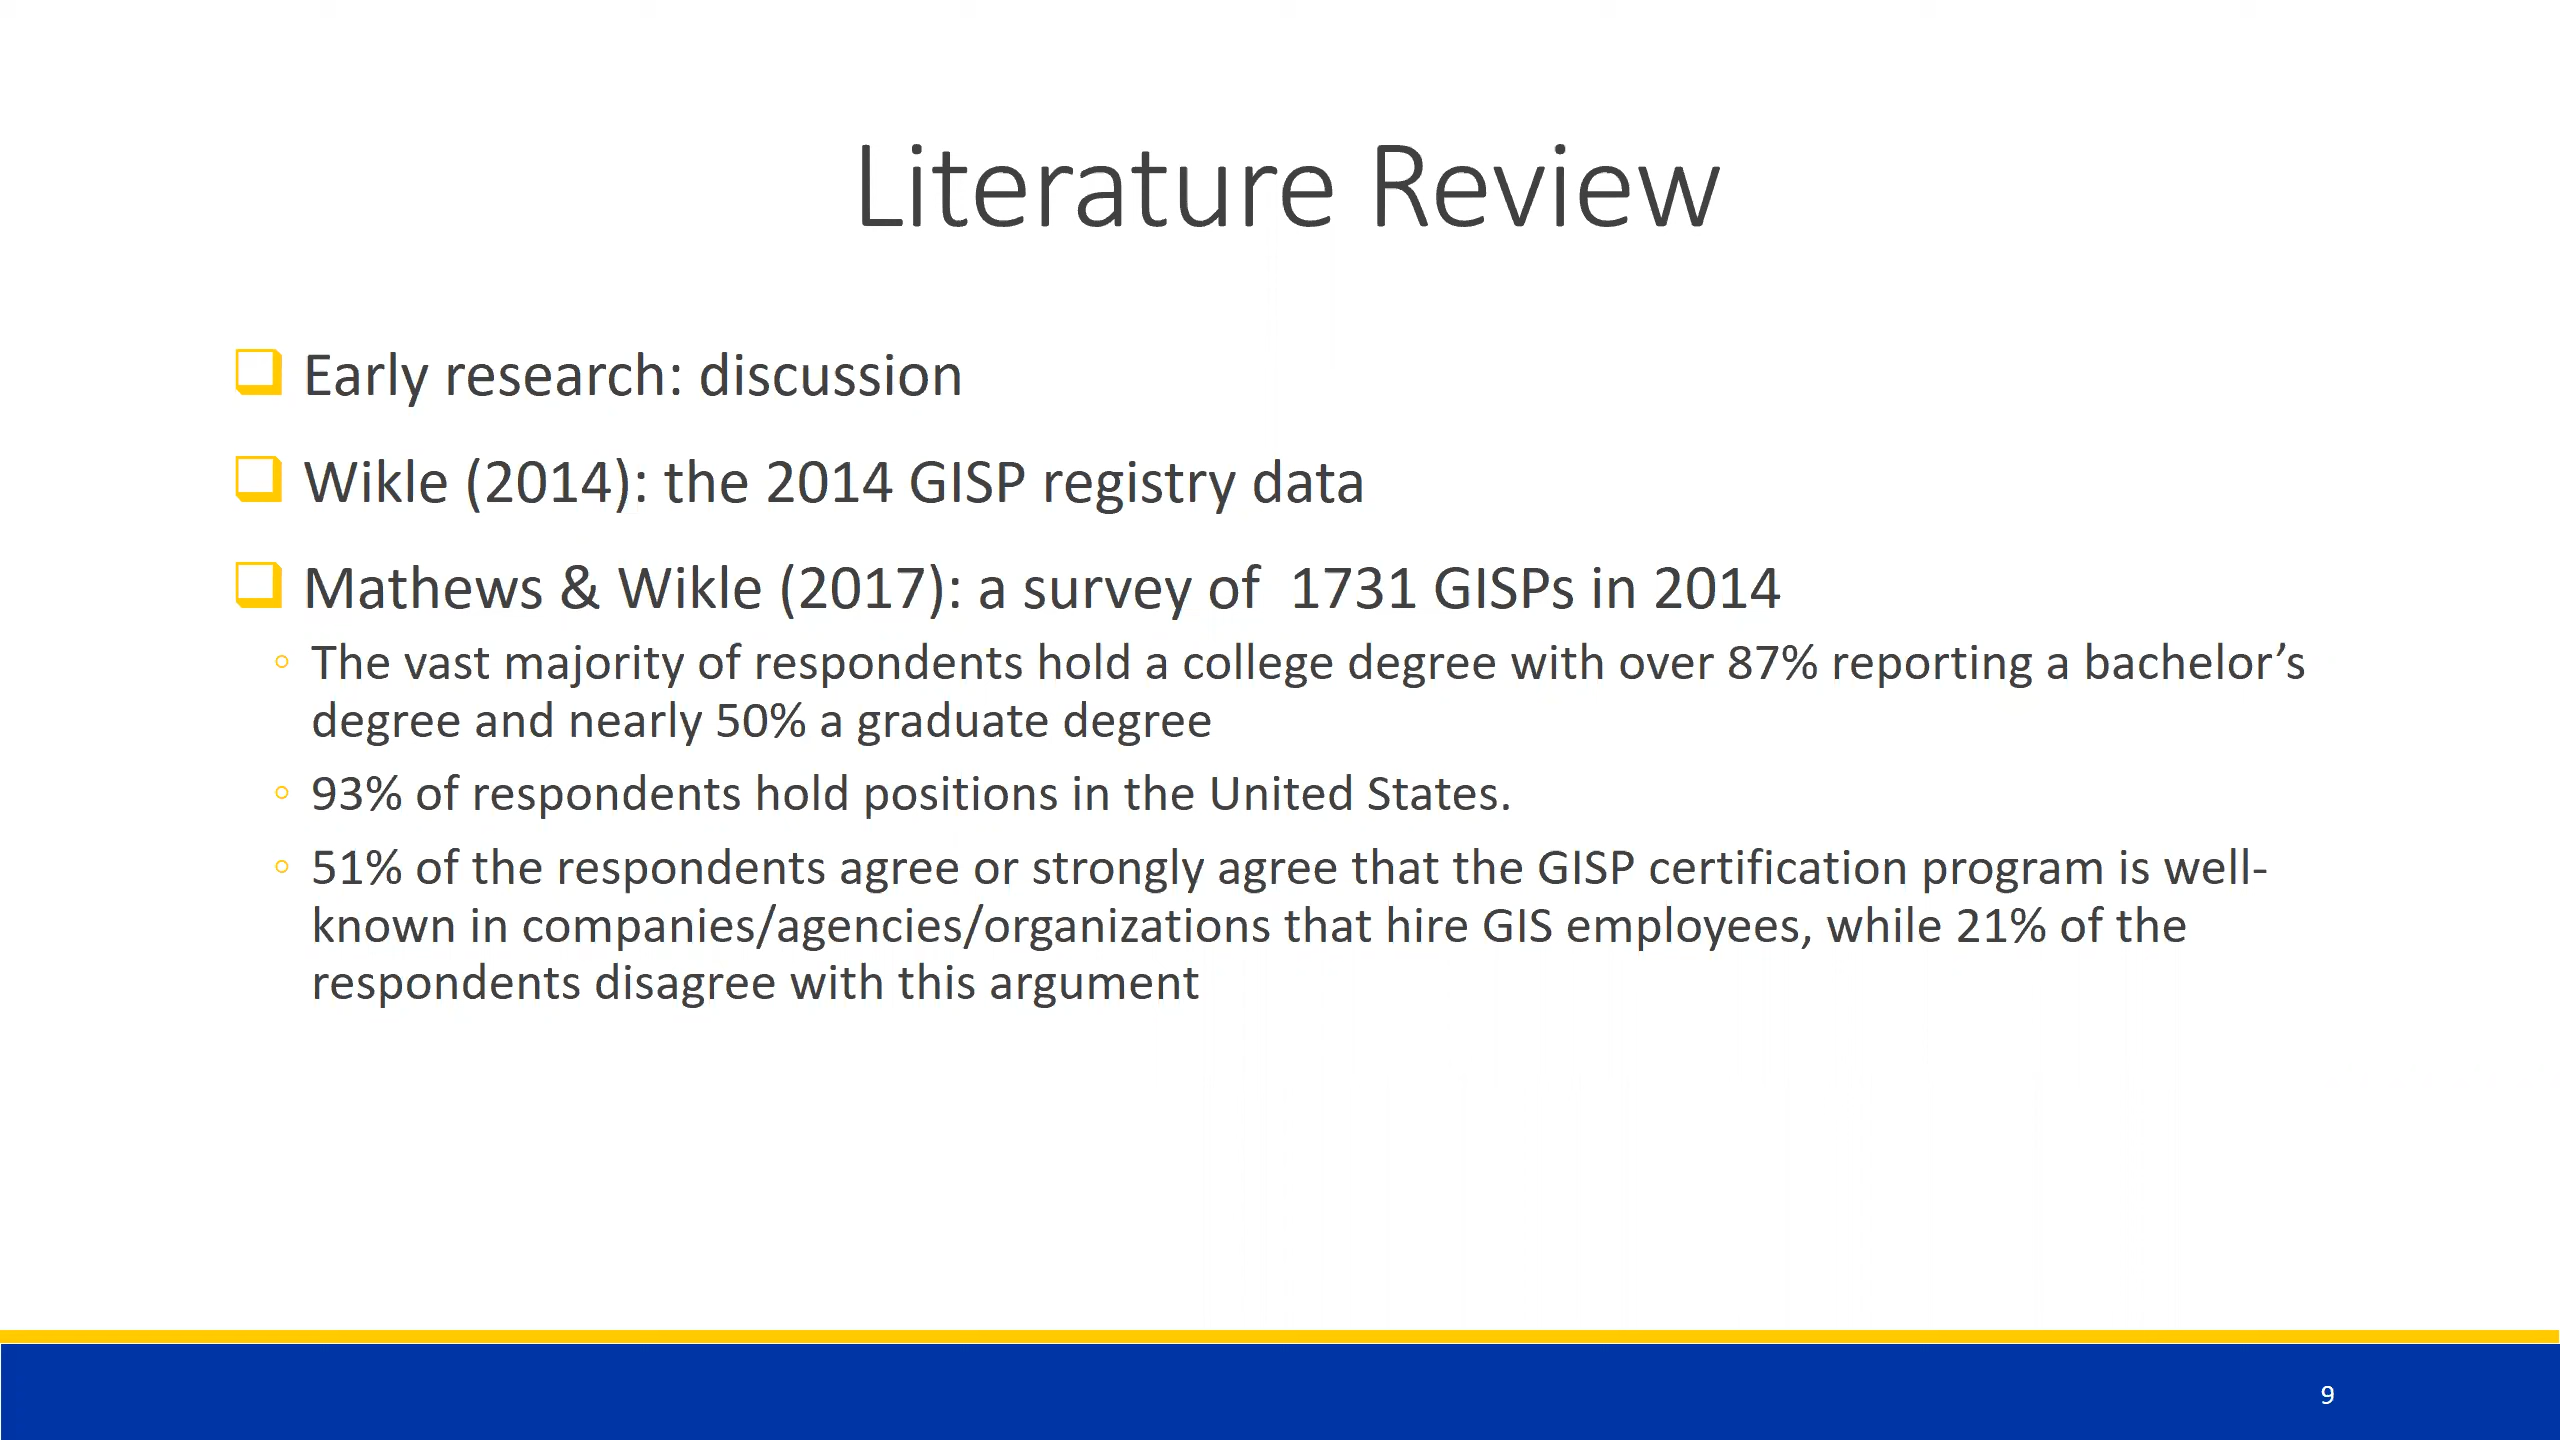 Literature Review
Early research: discussion
Wikle (2014): the 2014 GISP registry data
Mathews & Wikle (2017): a survey of  1731 GISPs in 2014
The vast majority of respondents hold a college degree with over 87% reporting a bachelor’s
degree and nearly 50% a graduate degree
93% of respondents hold positions in the United States.
51% of the respondents agree or strongly agree that the GISP certification program is well-
known in companies/agencies/organizations that hire GIS employees, while 21% of the
respondents disagree with this argument
9